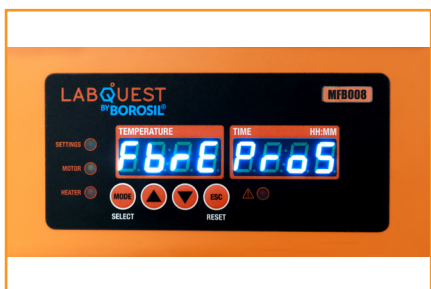 LABQUEST
BY BOROSIL®
MFB008
TEMPERATURE
TIME HH:MM
FbrE ProS
SETTINGS
MOTOR
HEATER
MODE
ESC
SELECT
RESET